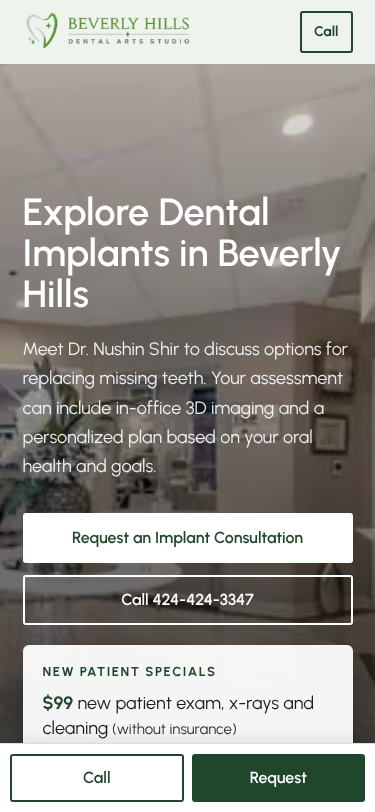 BEVERLY HILLS
DENTAL ARTS STUDIO
Call
Explore Dental
Implants in Beverly
Hills
Meet Dr. Nushin Shir to discuss options for
replacing missing teeth. Your assessment
can include in-office 3D imaging and a
personalized plan based on your oral
health and goals.
Request an Implant Consultation
Call 424-424-3347
NEW PATIENT SPECIALS
$99 new patient exam, x-rays and
cleaning (without insurance)
Call
Request